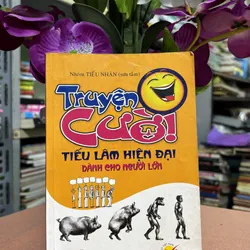 Nhóm TIẾU NHÂN (sưu tầm)
Truyện
CƯỜI
TIẾU LÂM HIỆN ĐẠI
DÀNH CHO NGƯỜI LỚN